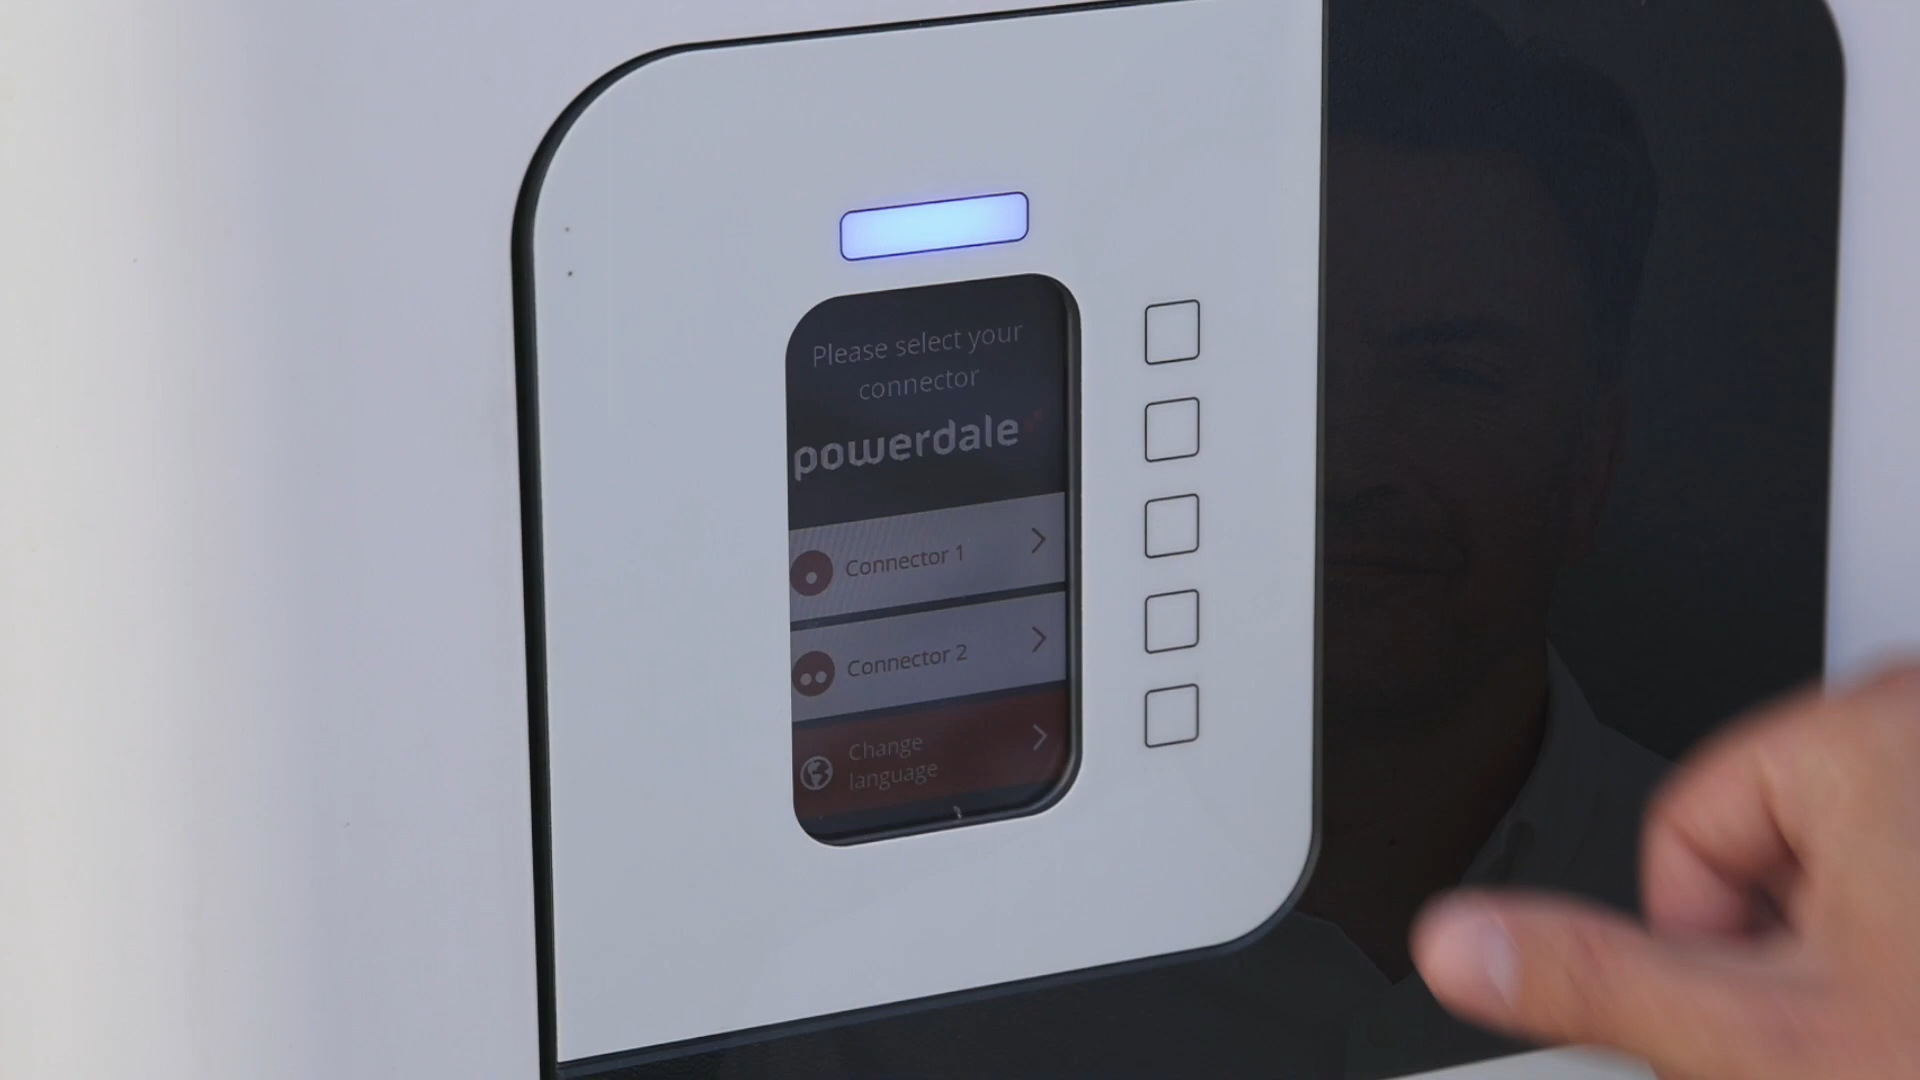 Please select your
connector
powerdale
Connector 1
Connector 2
Change
language